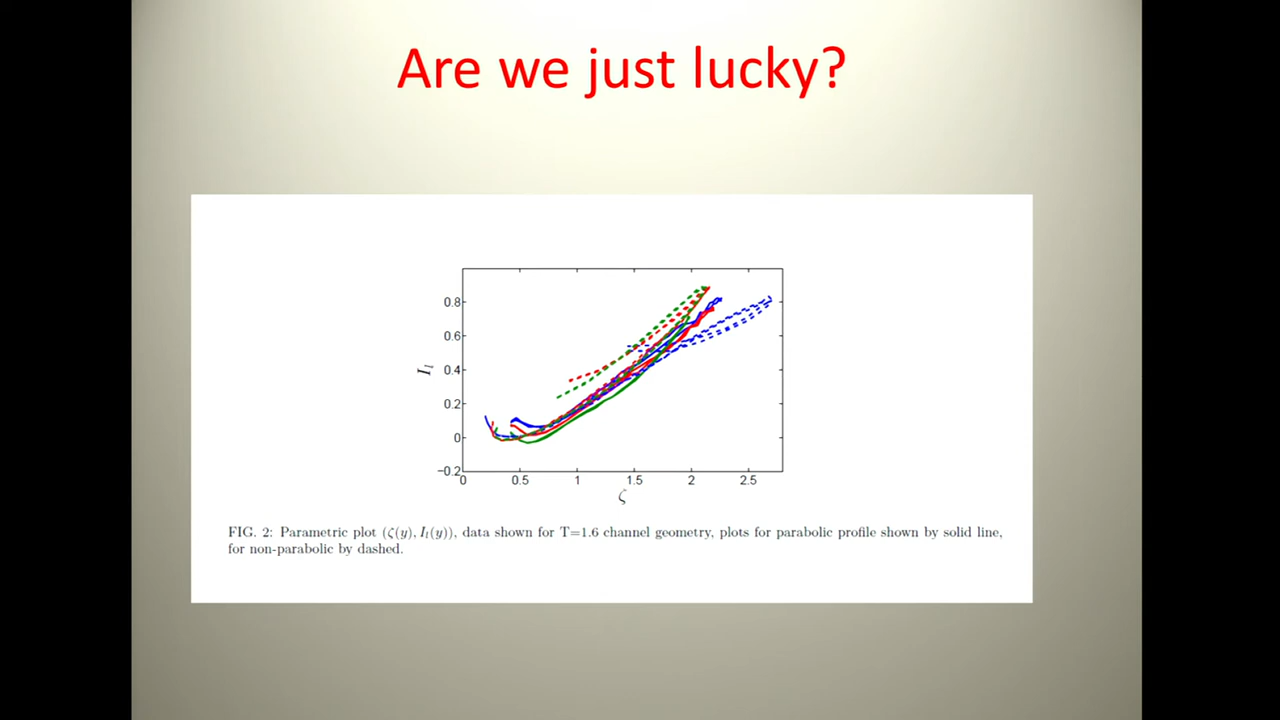 Are we just lucky?
0.8
0.6
0.4
0.2
0
−0.2
I_l
0 0.5 1 1.5 2 2.5
ζ
FIG. 2: Parametric plot (ζ(y), I_l(y)), data shown for T=1.6 channel geometry, plots for parabolic profile shown by solid line,
for non-parabolic by dashed.